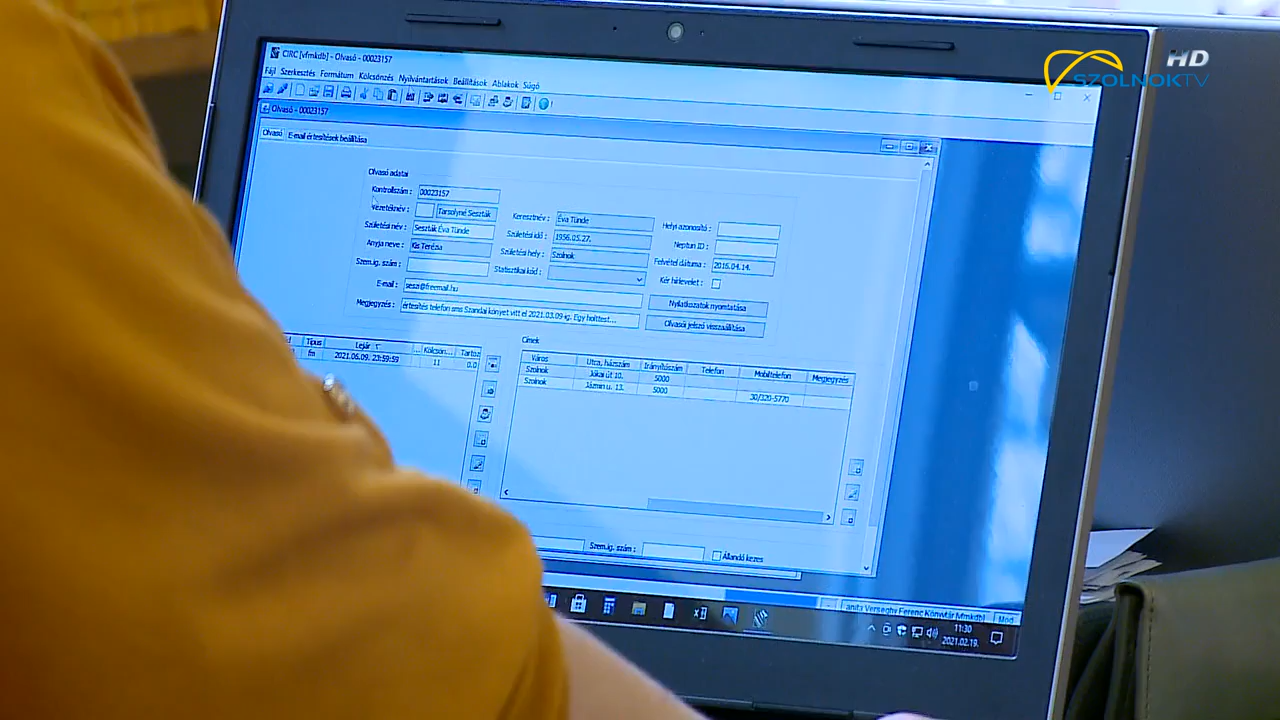 SZOLNOKTV HD
CIRC [vfmkdb] - Olvasó - 00023157
Fájl Szerkesztés Formátum Kölcsönzés Nyilvántartások Beállítások Ablakok Súgó
Olvasó - 00023157
Olvasó E-mail értesítések beállítása
Olvasó adatai
Kontrollszám : 00023157
Vezetéknév : Tarsolyné Seszták Keresztnév : Éva Tünde Helyi azonosító :
Születési név : Seszták Éva Tünde Születési idő : 1956.05.27. Neptun ID :
Anyja neve : Kis Terézia Születési hely : Szolnok Felvétel dátuma : 2016.04.14.
Szem.ig. szám : Statisztikai kód : Kér hírlevelet :
E-mail : seszi@freemail.hu Nyilatkozatok nyomtatása
Megjegyzés : értesítés telefon sms Szandai könyvet vitt el 2021.03.09-ig. Egy holttest... Olvasói jelszó visszaállítása
Címek
Típus Lejár ... Kölcsön... Tartoz
fm 2021.06.09. 23:59:59 11 0.0
Város Utca, házszám Irányítószám Telefon Mobiltelefon Megjegyzés
Szolnok Jókai út 10. 5000
Szolnok Jázmin u. 13. 5000 30/320-5770
Szem.ig. szám : Állandó kezes
anita Verseghy Ferenc Könyvtár [vfmkdb] Mód
11:30
2021.02.19.